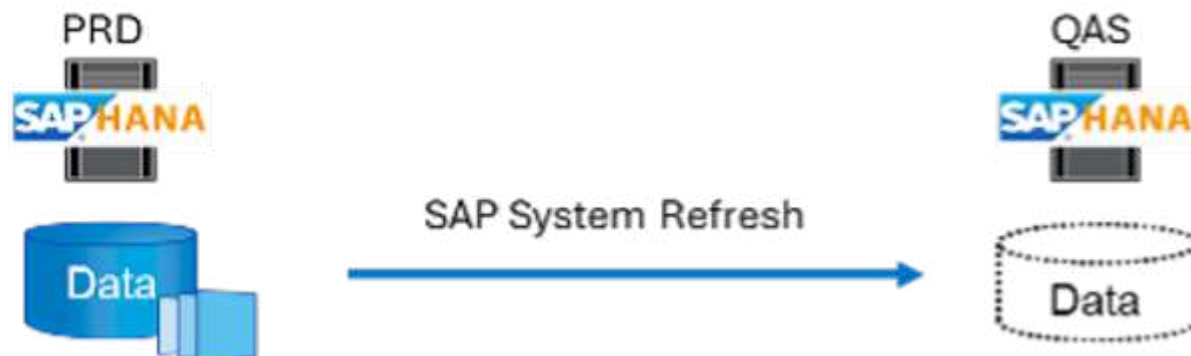 PRD
QAS
SAP HANA
SAP HANA
SAP System Refresh
Data
Data